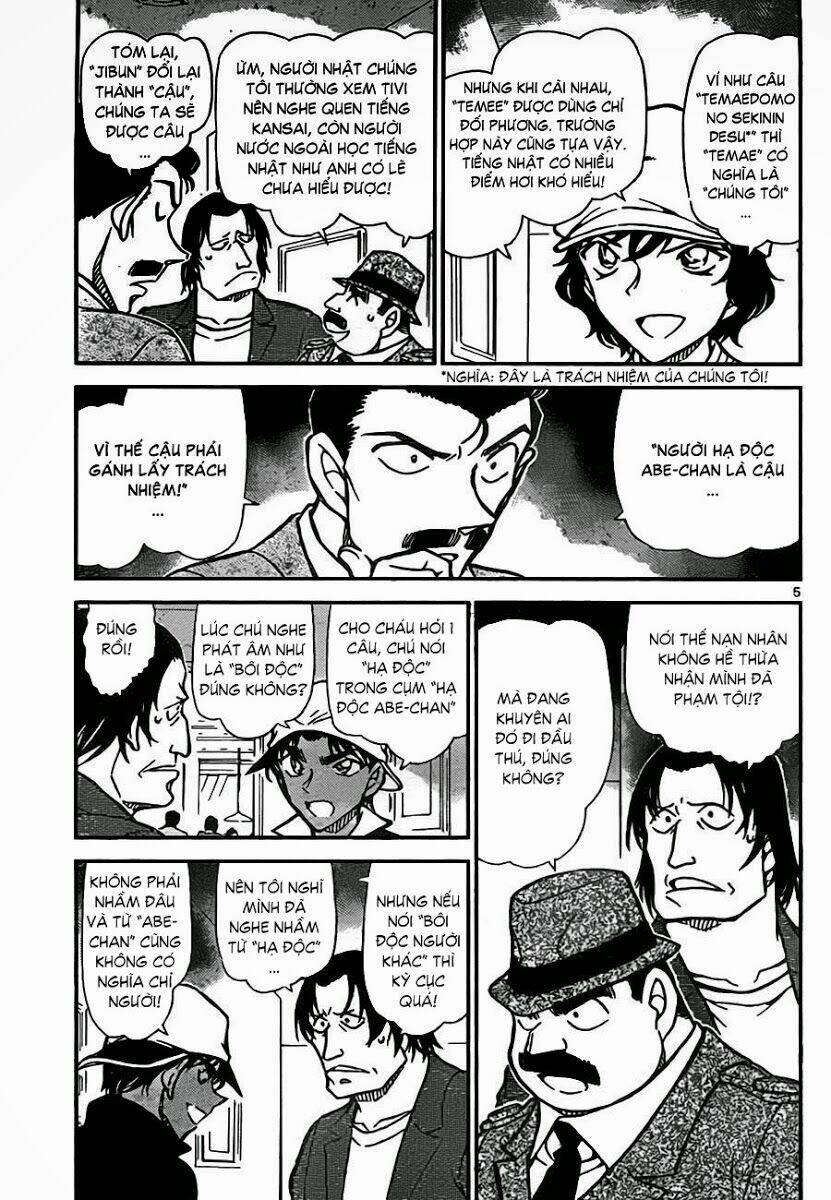 VÍ NHƯ CÂU
"TEMAEDOMO
NO SEKININ
DESU*" THÌ
"TEMAE" CÓ
NGHĨA LÀ
"CHÚNG TÔI"
...
NHƯNG KHI CÃI NHAU,
"TEMEE" ĐƯỢC DÙNG CHỈ
ĐỐI PHƯƠNG. TRƯỜNG
HỢP NÀY CŨNG TỰA VẬY.
TIẾNG NHẬT CÓ NHIỀU
ĐIỂM HƠI KHÓ HIỂU!
ỪM, NGƯỜI NHẬT CHÚNG
TÔI THƯỜNG XEM TIVI
NÊN NGHE QUEN TIẾNG
KANSAI, CÒN NGƯỜI
NƯỚC NGOÀI HỌC TIẾNG
NHẬT NHƯ ANH CÓ LẼ
CHƯA HIỂU ĐƯỢC!
TÓM LẠI,
"JIBUN" ĐỔI LẠI
THÀNH "CẬU",
CHÚNG TA SẼ
ĐƯỢC CÂU
...
*NGHĨA: ĐÂY LÀ TRÁCH NHIỆM CỦA CHÚNG TÔI!
"NGƯỜI HẠ ĐỘC
ABE-CHAN LÀ CẬU
...
VÌ THẾ CẬU PHẢI
GÁNH LẤY TRÁCH
NHIỆM!"
...
5
NÓI THẾ NẠN NHÂN
KHÔNG HỀ THỪA
NHẬN MÌNH ĐÃ
PHẠM TỘI!?
MÀ ĐANG
KHUYÊN AI
ĐÓ ĐI ĐẦU
THÚ, ĐÚNG
KHÔNG?
CHO CHÁU HỎI 1
CÂU, CHÚ NÓI
"HẠ ĐỘC"
TRONG CỤM "HẠ
ĐỘC ABE-CHAN"
LÚC CHÚ NGHE
PHÁT ÂM NHƯ
LÀ "BÔI ĐỘC"
ĐÚNG KHÔNG?
ĐÚNG
RỒI!
NHƯNG NẾU
NÓI "BÔI
ĐỘC NGƯỜI
KHÁC" THÌ
KỲ CỤC
QUÁ!
NÊN TÔI NGHĨ
MÌNH ĐÃ
NGHE NHẦM
TỪ "HẠ ĐỘC"
...
KHÔNG PHẢI
NHẦM ĐÂU
VÀ TỪ "ABE-
CHAN" CŨNG
KHÔNG CÓ
NGHĨA CHỈ
NGƯỜI!